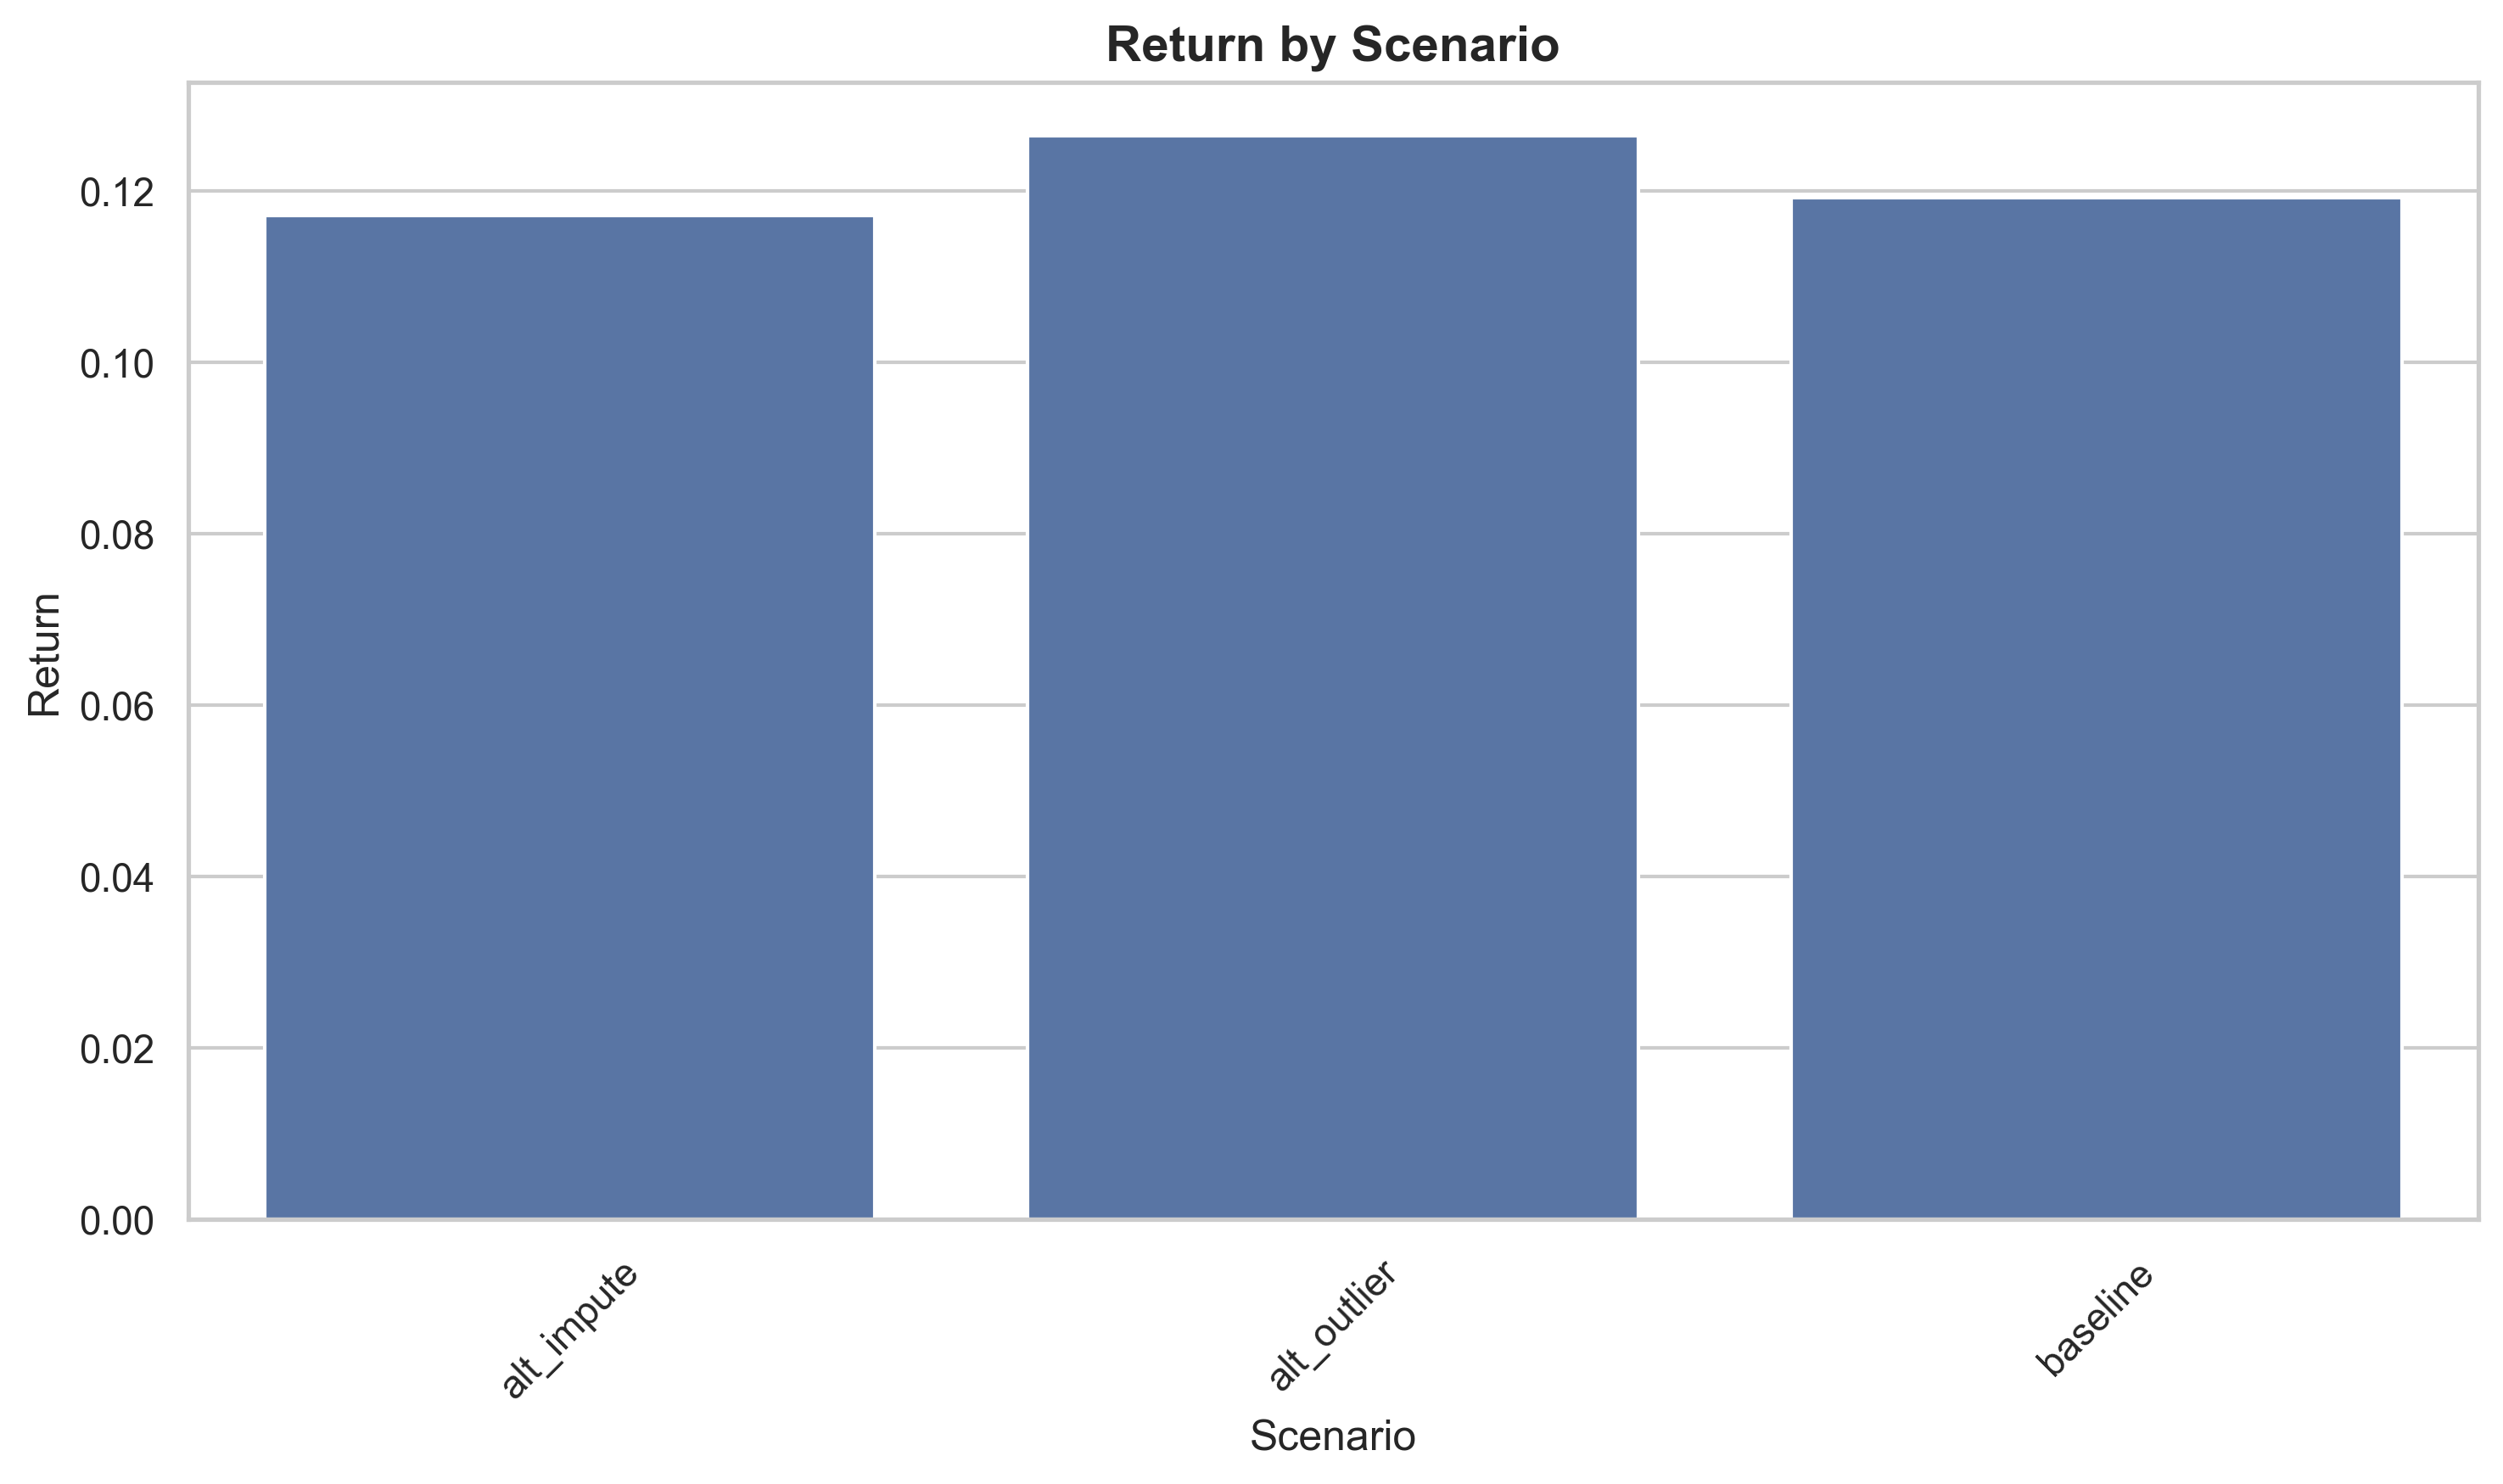 Return by Scenario
Return
0.12
0.10
0.08
0.06
0.04
0.02
0.00
alt_impute
alt_outlier
baseline
Scenario